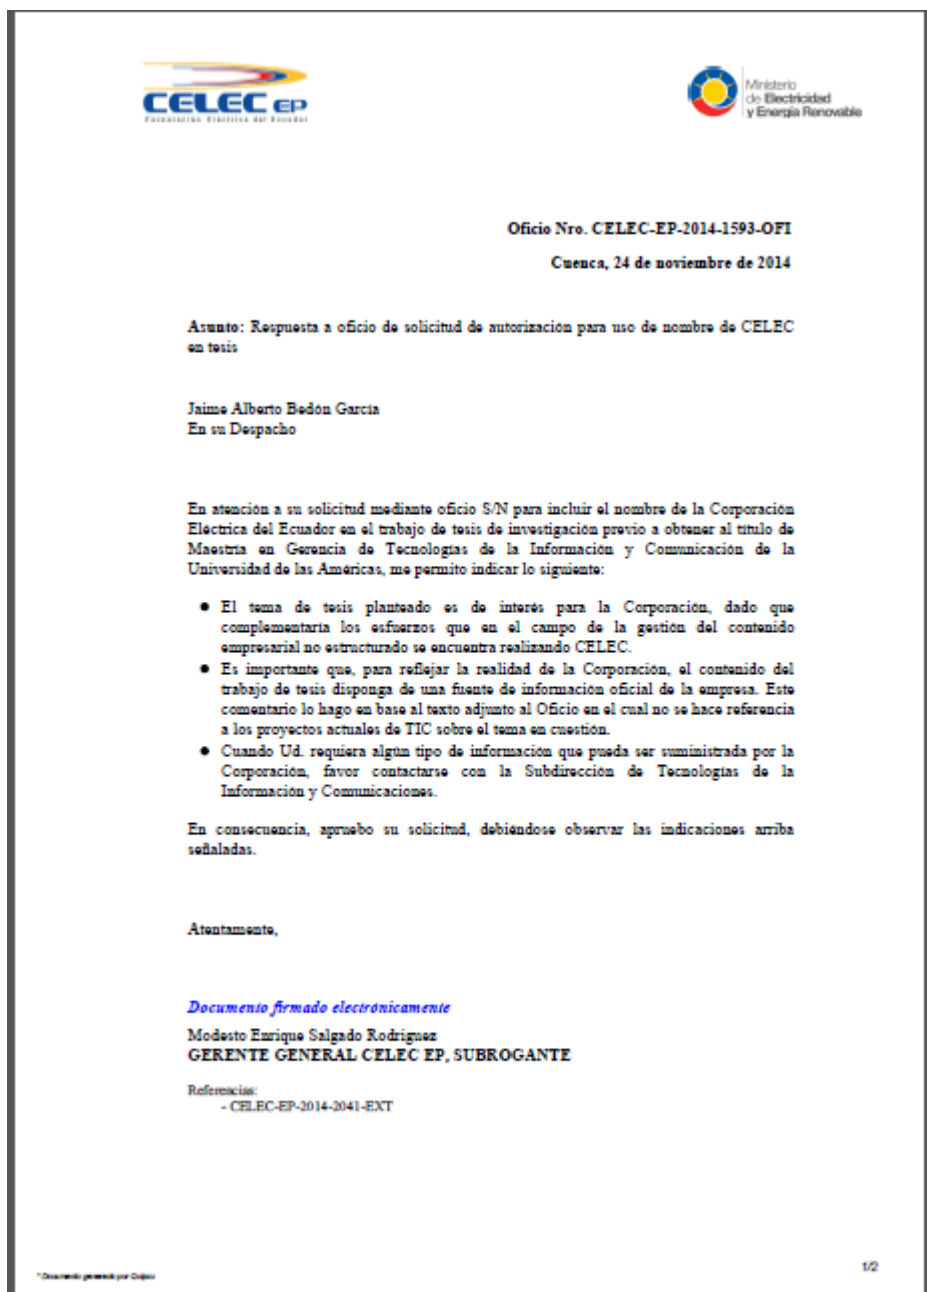 CELEC EP
Corporación Eléctrica del Ecuador
Ministerio
de Electricidad
y Energía Renovable
Oficio Nro. CELEC-EP-2014-1593-OFI
Cuenca, 24 de noviembre de 2014
Asunto: Respuesta a oficio de solicitud de autorización para uso de nombre de CELEC
en tesis
Jaime Alberto Bedón García
En su Despacho
En atención a su solicitud mediante oficio S/N para incluir el nombre de la Corporación
Eléctrica del Ecuador en el trabajo de tesis de investigación previo a obtener al título de
Maestría en Gerencia de Tecnologías de la Información y Comunicación de la
Universidad de las Américas, me permito indicar lo siguiente:
● El tema de tesis planteado es de interés para la Corporación, dado que
complementaría los esfuerzos que en el campo de la gestión del contenido
empresarial no estructurado se encuentra realizando CELEC.
● Es importante que, para reflejar la realidad de la Corporación, el contenido del
trabajo de tesis disponga de una fuente de información oficial de la empresa. Este
comentario lo hago en base al texto adjunto al Oficio en el cual no se hace referencia
a los proyectos actuales de TIC sobre el tema en cuestión.
● Cuando Ud. requiera algún tipo de información que pueda ser suministrada por la
Corporación, favor contactarse con la Subdirección de Tecnologías de la
Información y Comunicaciones.
En consecuencia, apruebo su solicitud, debiéndose observar las indicaciones arriba
señaladas.
Atentamente,
Documento firmado electrónicamente
Modesto Enrique Salgado Rodríguez
GERENTE GENERAL CELEC EP, SUBROGANTE
Referencias:
- CELEC-EP-2014-2041-EXT
* Documento generado por Quipux
1/2